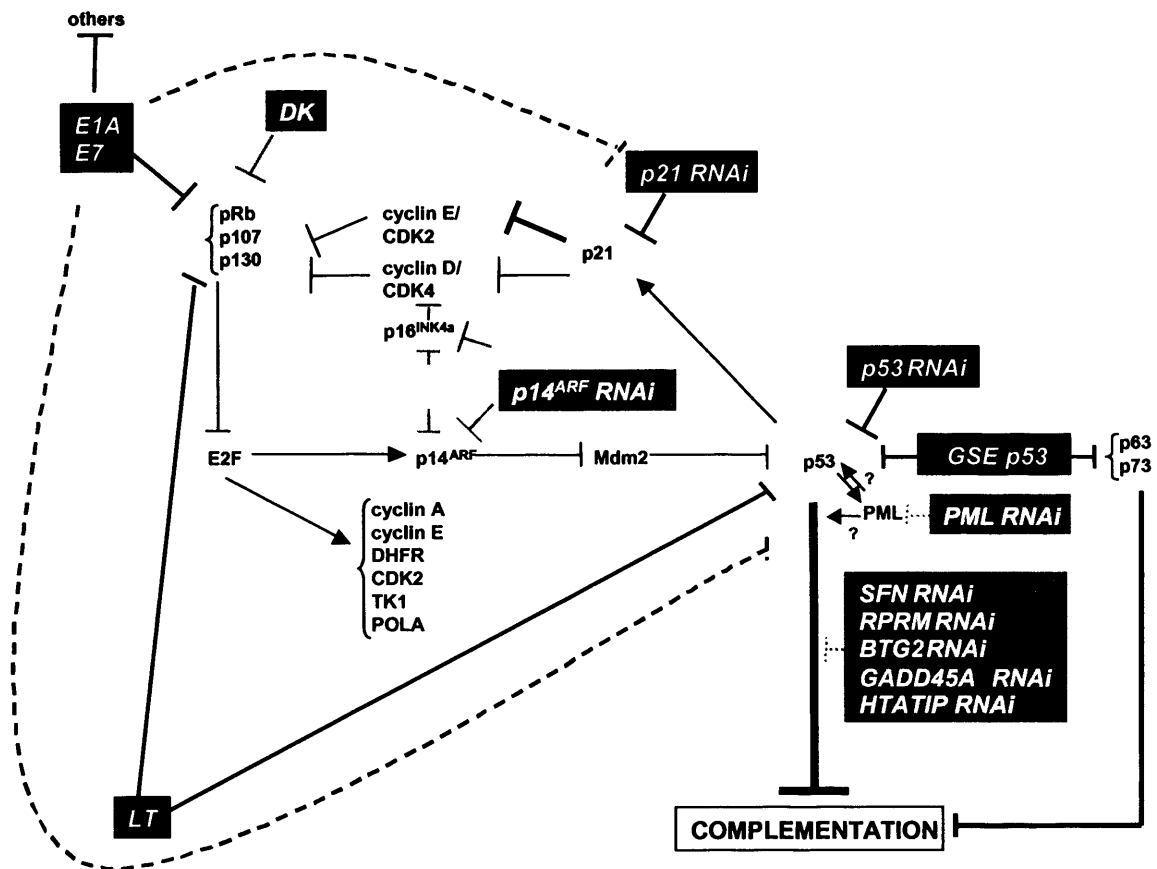 others
E1A
E7
DK
p21 RNAi
pRb
p107
p130
cyclin E/
CDK2
cyclin D/
CDK4
p21
p16INK4a
p53 RNAi
p14ARF RNAi
E2F
p14ARF
Mdm2
p53
?
GSE p53
p63
p73
PML
?
PML RNAi
cyclin A
cyclin E
DHFR
CDK2
TK1
POLA
SFN RNAi
RPRM RNAi
BTG2 RNAi
GADD45A RNAi
HTATIP RNAi
LT
COMPLEMENTATION